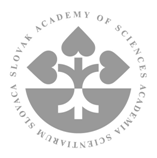 SLOVAK ACADEMY OF SCIENCES
ACADEMIA SCIENTIARUM SLOVACA